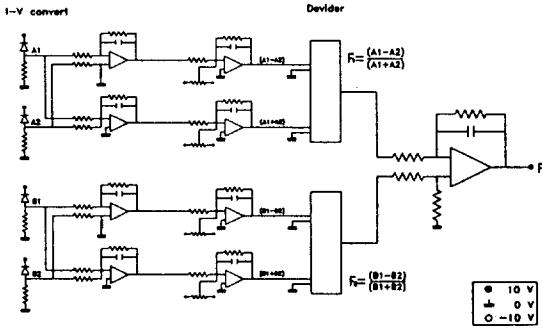 I-V convert
Devider
A1
(A1-A2)
F₁=(A1-A2)/(A1+A2)
A2
(A1+A2)
F
B1
(B1-B2)
B2
(B1+B2)
(B1-B2)/(B1+B2)
10 V
0 V
-10 V